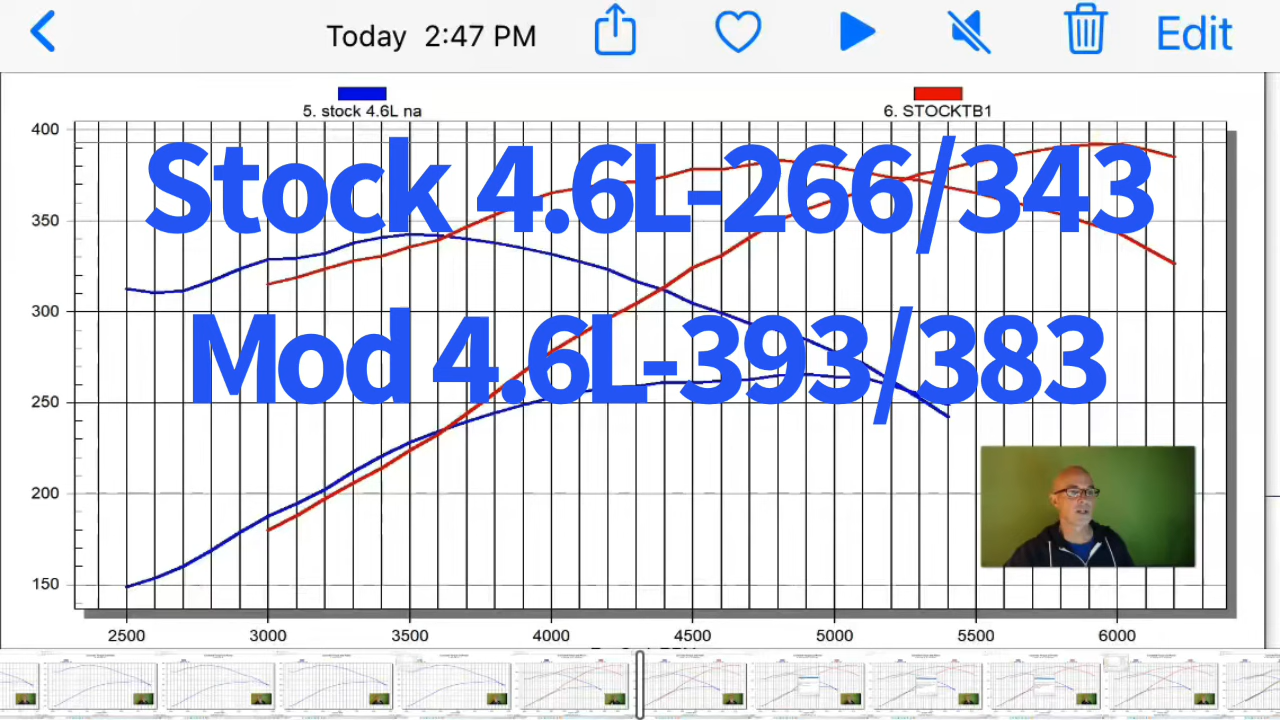 Today 2:47 PM
Edit
5. stock 4.6L na
6. STOCKTB1
Stock 4.6L-266/343
Mod 4.6L-393/383
400
350
300
250
200
150
2500 3000 3500 4000 4500 5000 5500 6000